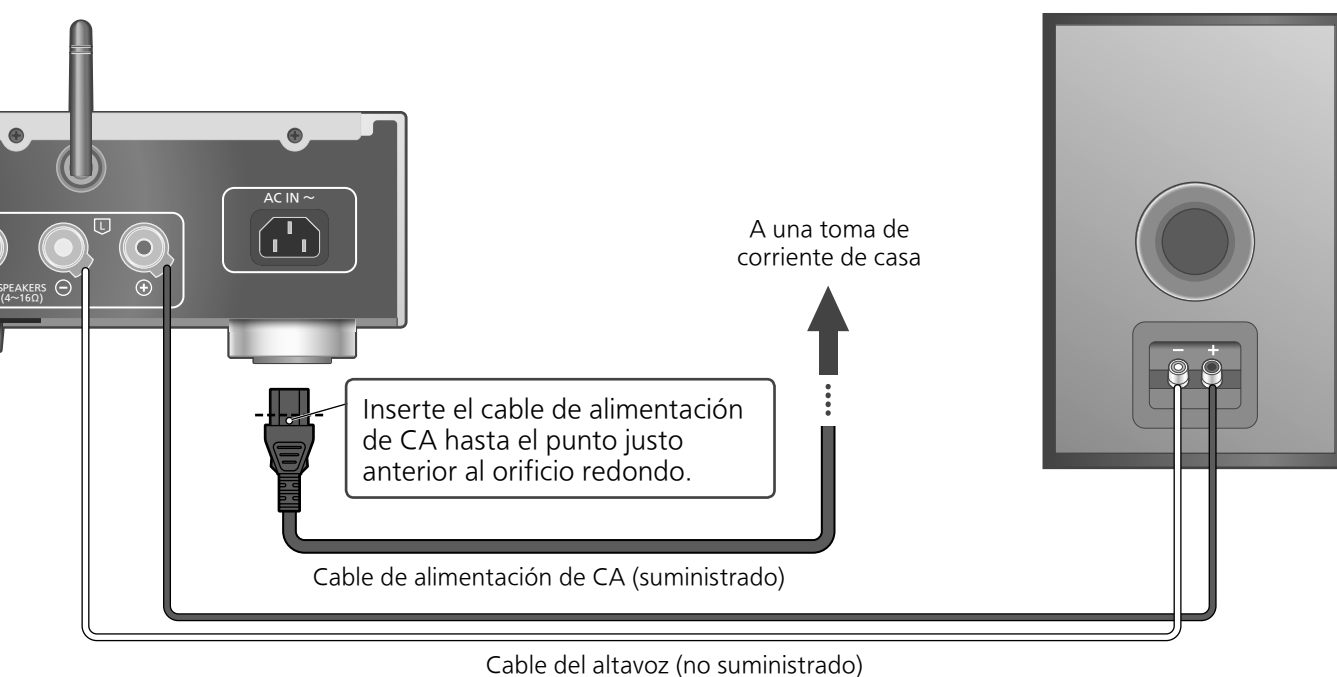 AC IN ～
L
SPEAKERS ⊖ ⊕
(4～16Ω)
A una toma de
corriente de casa
− +
Inserte el cable de alimentación
de CA hasta el punto justo
anterior al orificio redondo.
Cable de alimentación de CA (suministrado)
Cable del altavoz (no suministrado)